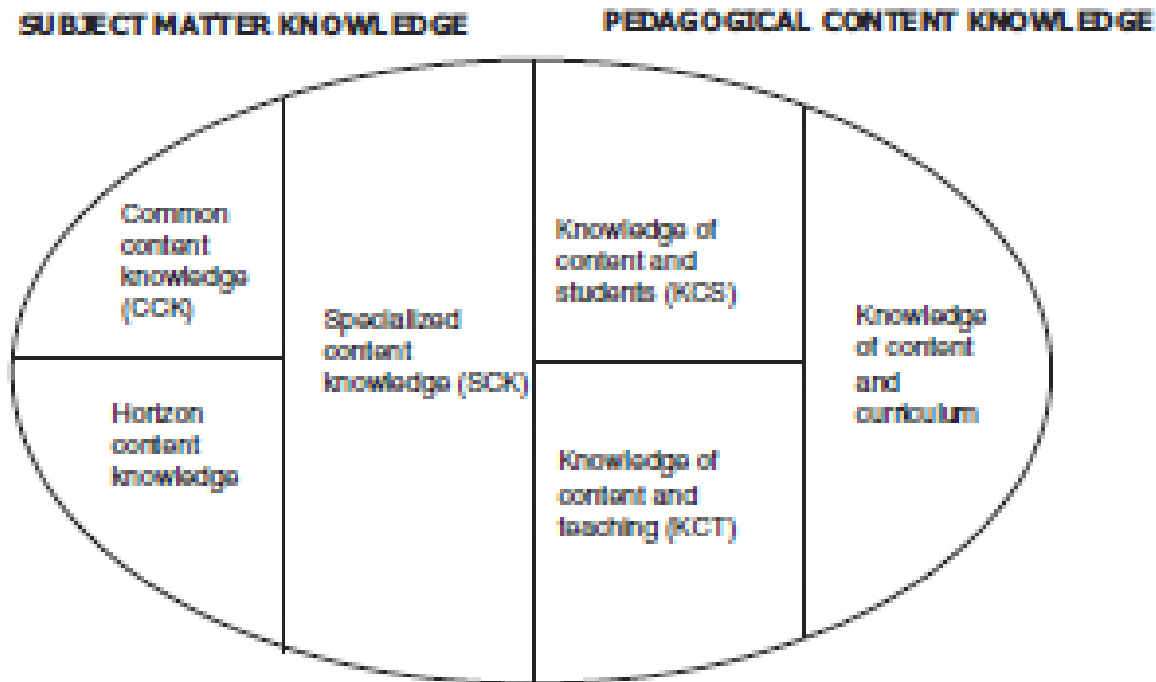 SUBJECT MATTER KNOWLEDGE
PEDAGOGICAL CONTENT KNOWLEDGE
Common
content
knowledge
(CCK)
Horizon
content
knowledge
Specialized
content
knowledge (SCK)
Knowledge of
content and
students (KCS)
Knowledge of
content and
teaching (KCT)
Knowledge
of content
and
curriculum